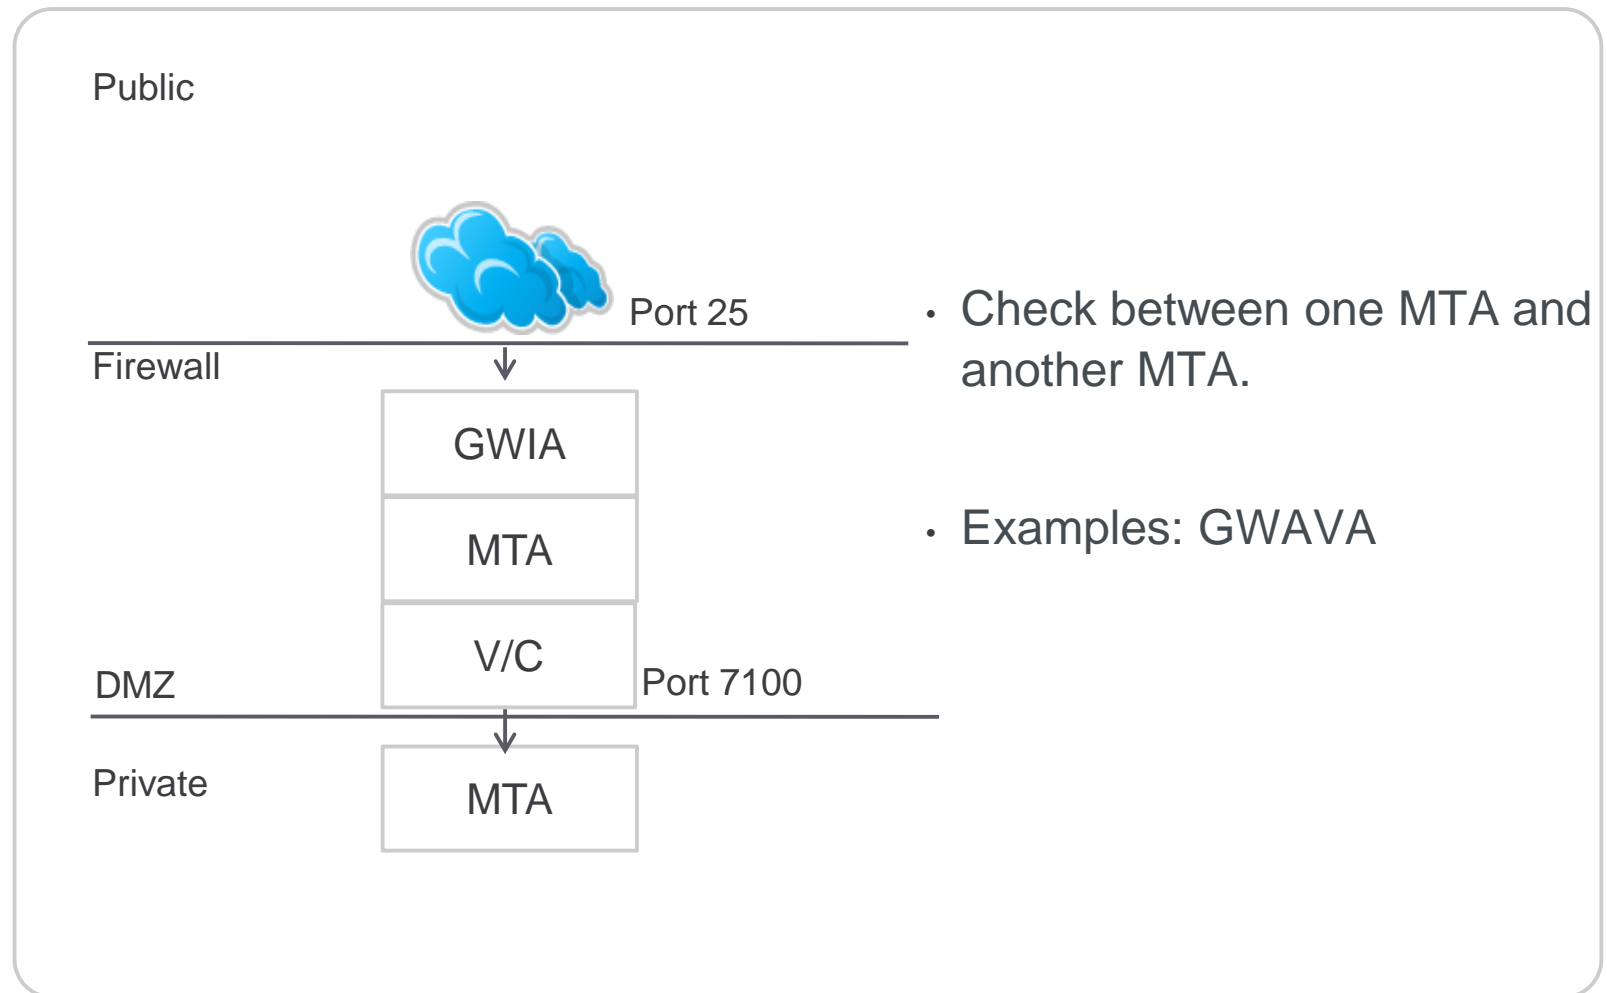 Public
Port 25
Firewall
GWIA
MTA
V/C
DMZ
Port 7100
Private
MTA
• Check between one MTA and
another MTA.
• Examples: GWAVA